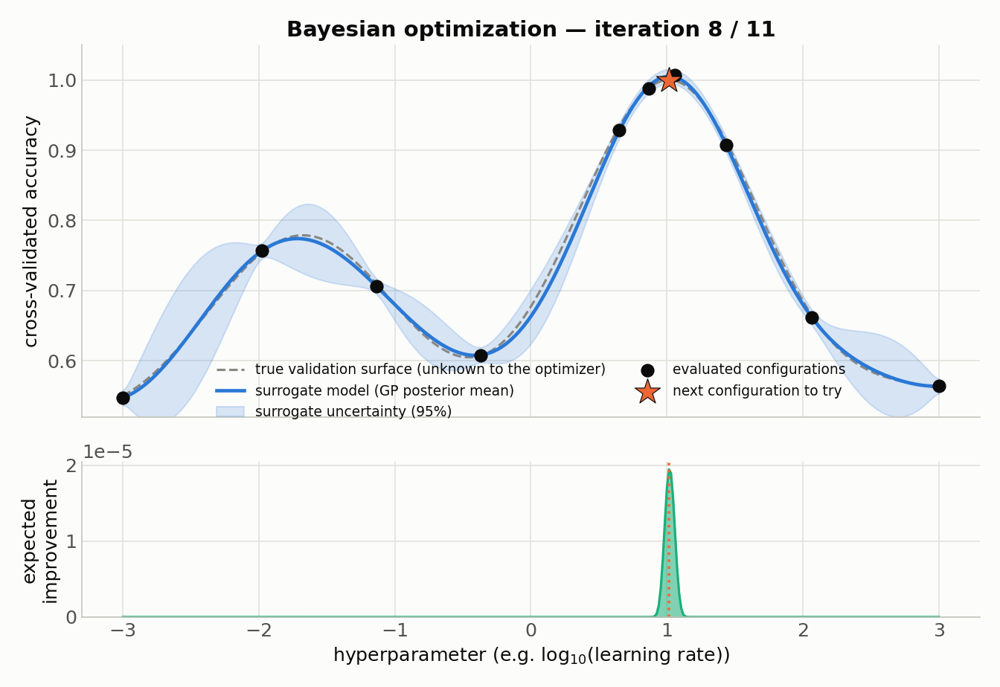 Bayesian optimization — iteration 8 / 11
cross-validated accuracy
1.0
0.9
0.8
0.7
0.6
true validation surface (unknown to the optimizer)
surrogate model (GP posterior mean)
surrogate uncertainty (95%)
evaluated configurations
next configuration to try
1e−5
expected
improvement
2
1
0
−3 −2 −1 0 1 2 3
hyperparameter (e.g. log₁₀(learning rate))